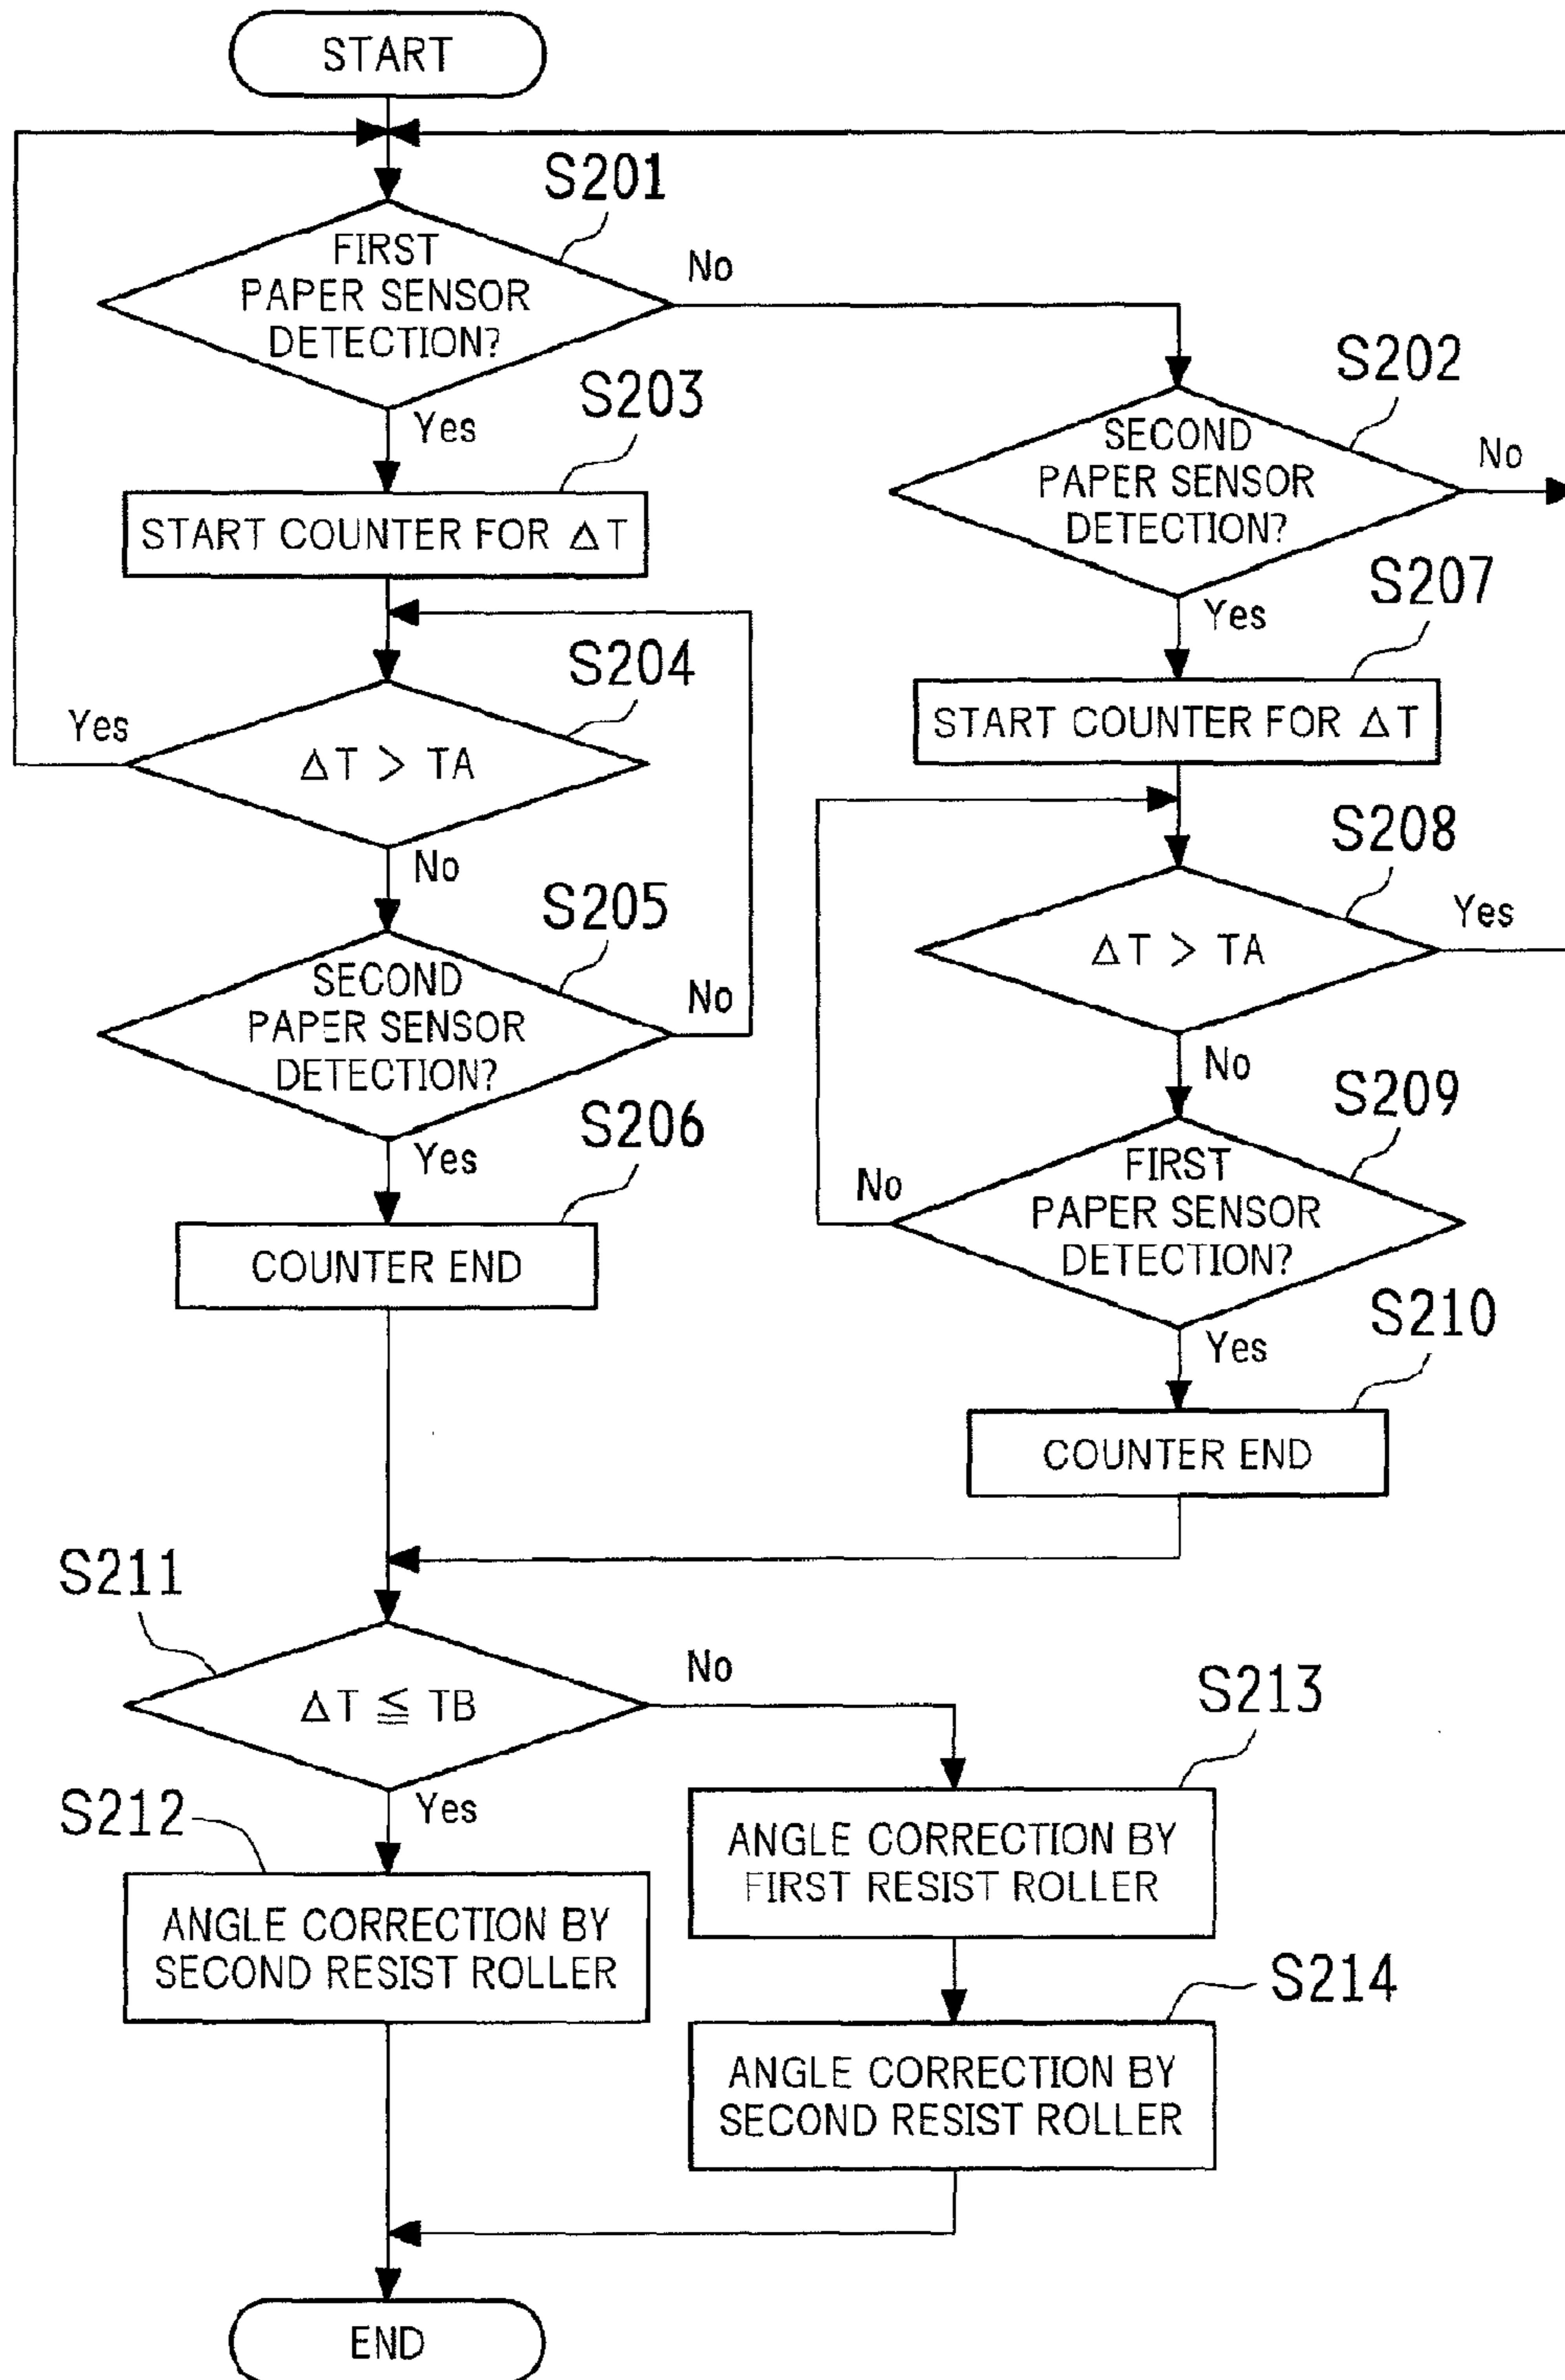 START
S201
FIRST
PAPER SENSOR
DETECTION?
No
Yes
S202
SECOND
PAPER SENSOR
DETECTION?
No
Yes
S203
START COUNTER FOR ΔT
S204
ΔT > TA
Yes
No
S205
SECOND
PAPER SENSOR
DETECTION?
No
Yes
S206
COUNTER END
S207
START COUNTER FOR ΔT
S208
ΔT > TA
Yes
No
S209
FIRST
PAPER SENSOR
DETECTION?
No
Yes
S210
COUNTER END
S211
ΔT ≦ TB
No
Yes
S212
ANGLE CORRECTION BY
SECOND RESIST ROLLER
S213
ANGLE CORRECTION BY
FIRST RESIST ROLLER
S214
ANGLE CORRECTION BY
SECOND RESIST ROLLER
END